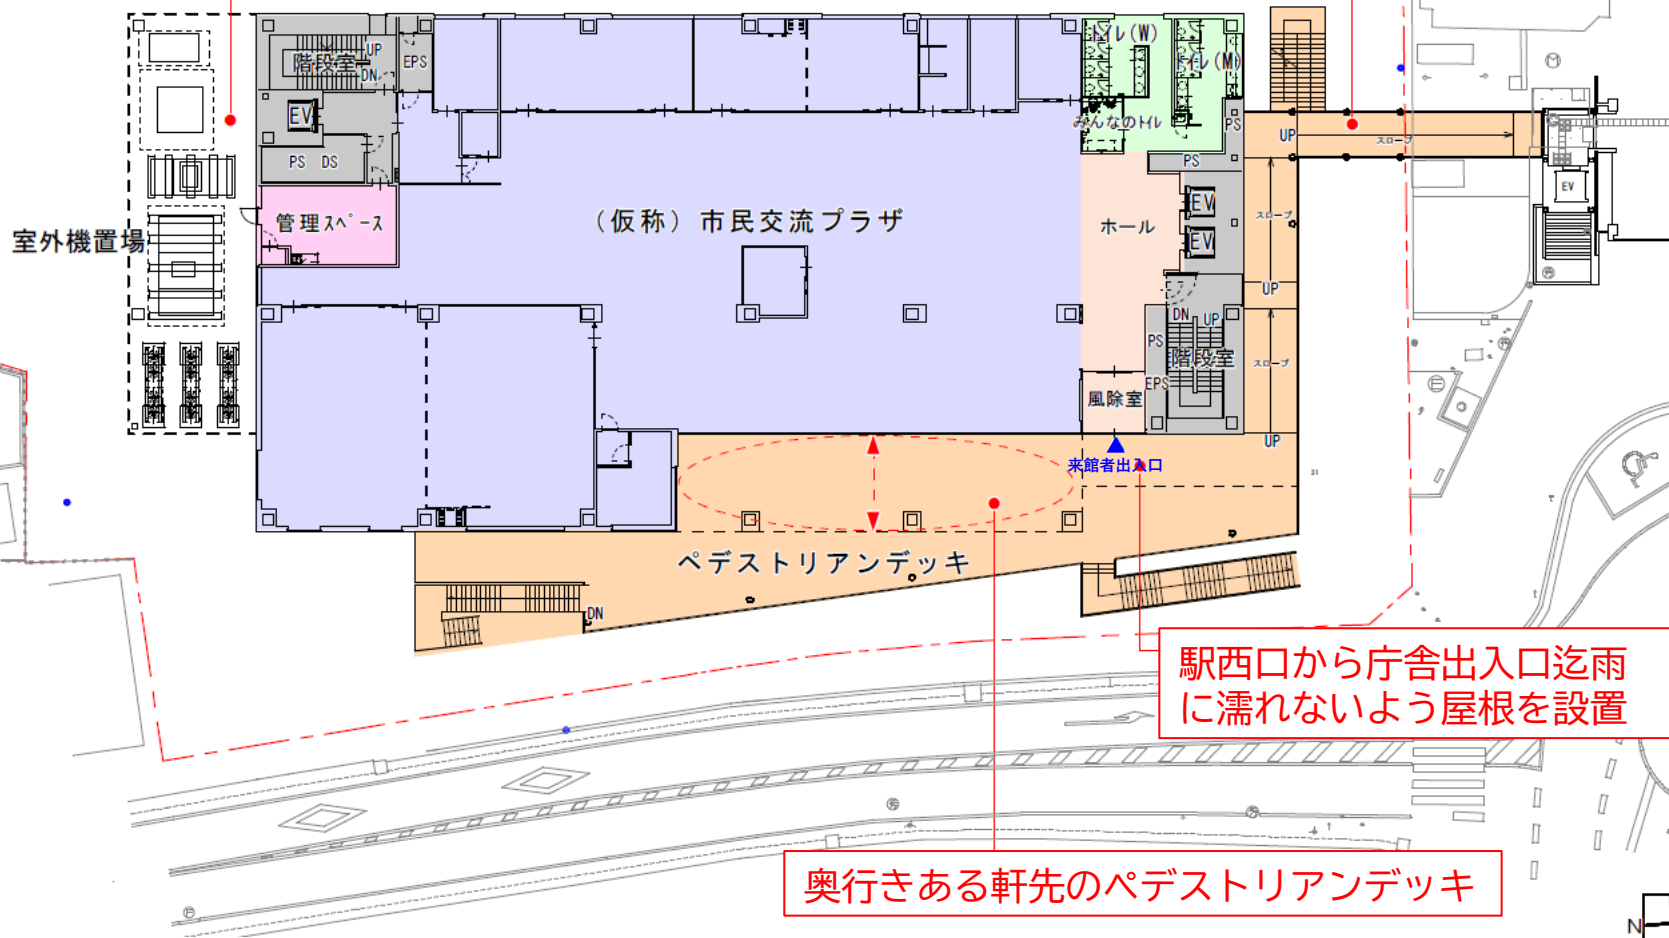 トイレ(W)
トイレ(M)
UP
階段室
DN
EPS
EV
みんなのトイレ
PS
UP
スロープ
PS DS
PS
EV
管理スペース
(仮称)市民交流プラザ
ホール
EV
スロープ
室外機置場
EV
UP
DN
UP
PS
階段室
スロープ
EPS
風除室
UP
来館者出入口
31
ペデストリアンデッキ
DN
駅西口から庁舎出入口迄雨
に濡れないよう屋根を設置
奥行きある軒先のペデストリアンデッキ
N